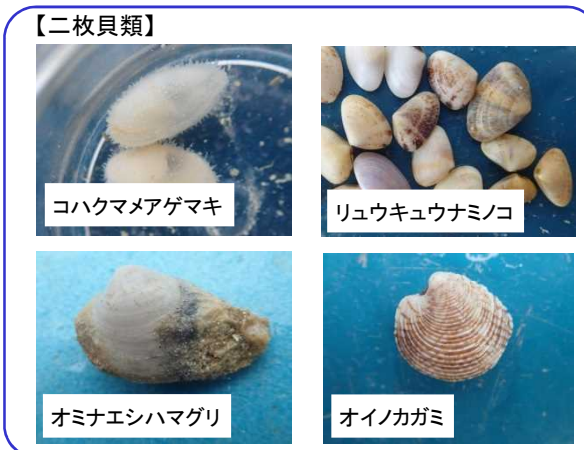 【二枚貝類】
コハクマメアゲマキ
リュウキュウナミノコ
オミナエシハマグリ
オイノカガミ